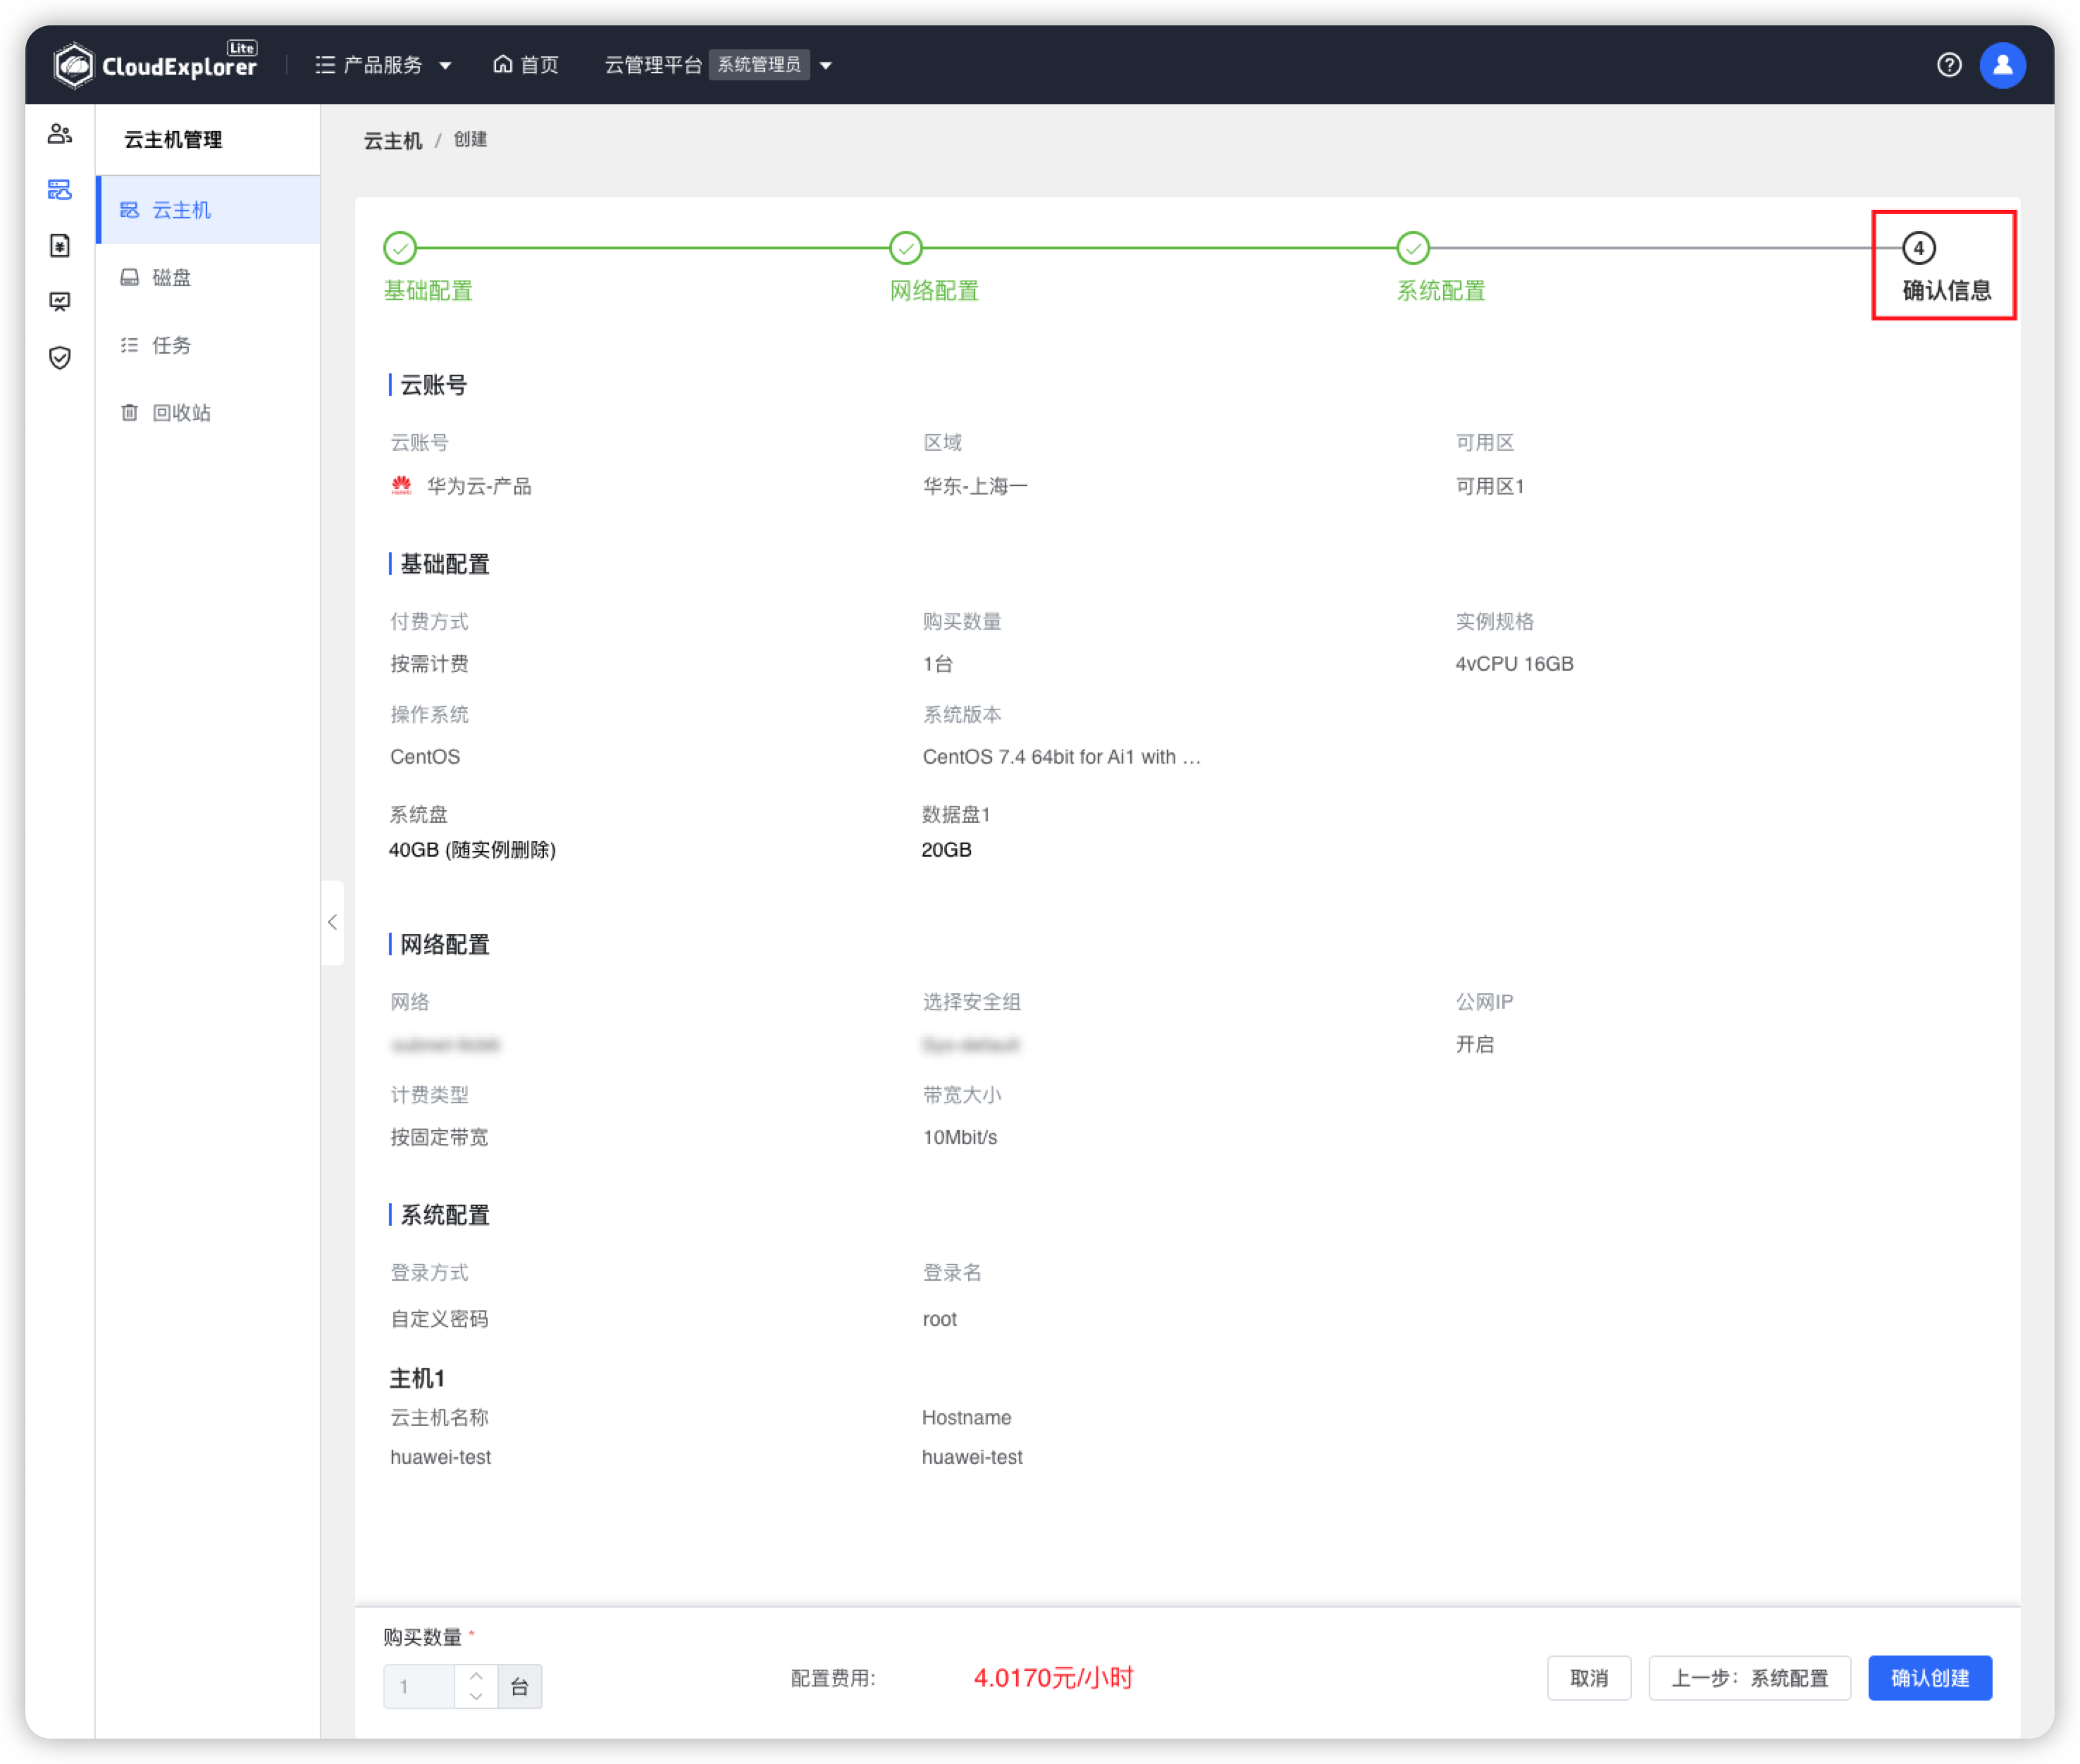 CloudExplorer Lite
产品服务 首页 云管理平台 系统管理员
云主机管理
云主机
磁盘
任务
回收站
云主机 / 创建
基础配置 网络配置 系统配置 4 确认信息
云账号
云账号 区域 可用区
华为云-产品 华东-上海一 可用区1
基础配置
付费方式 购买数量 实例规格
按需计费 1台 4vCPU 16GB
操作系统 系统版本
CentOS CentOS 7.4 64bit for Ai1 with …
系统盘 数据盘1
40GB (随实例删除) 20GB
网络配置
网络 选择安全组 公网IP
开启
计费类型 带宽大小
按固定带宽 10Mbit/s
系统配置
登录方式 登录名
自定义密码 root
主机1
云主机名称 Hostname
huawei-test huawei-test
购买数量 *
1 台 配置费用: 4.0170元/小时 取消 上一步：系统配置 确认创建